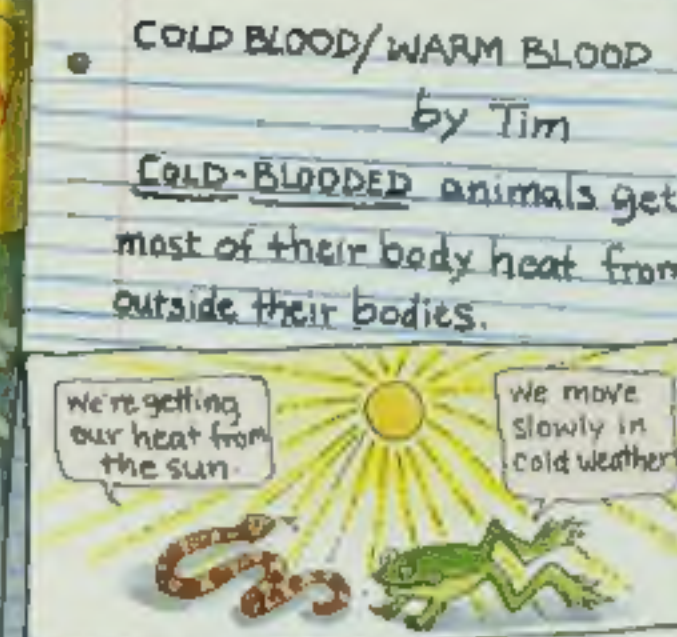 COLD BLOOD/WARM BLOOD
by Tim
COLD-BLOODED animals get
most of their body heat from
outside their bodies.
We're getting
our heat from
the sun.
We move
slowly in
cold weather